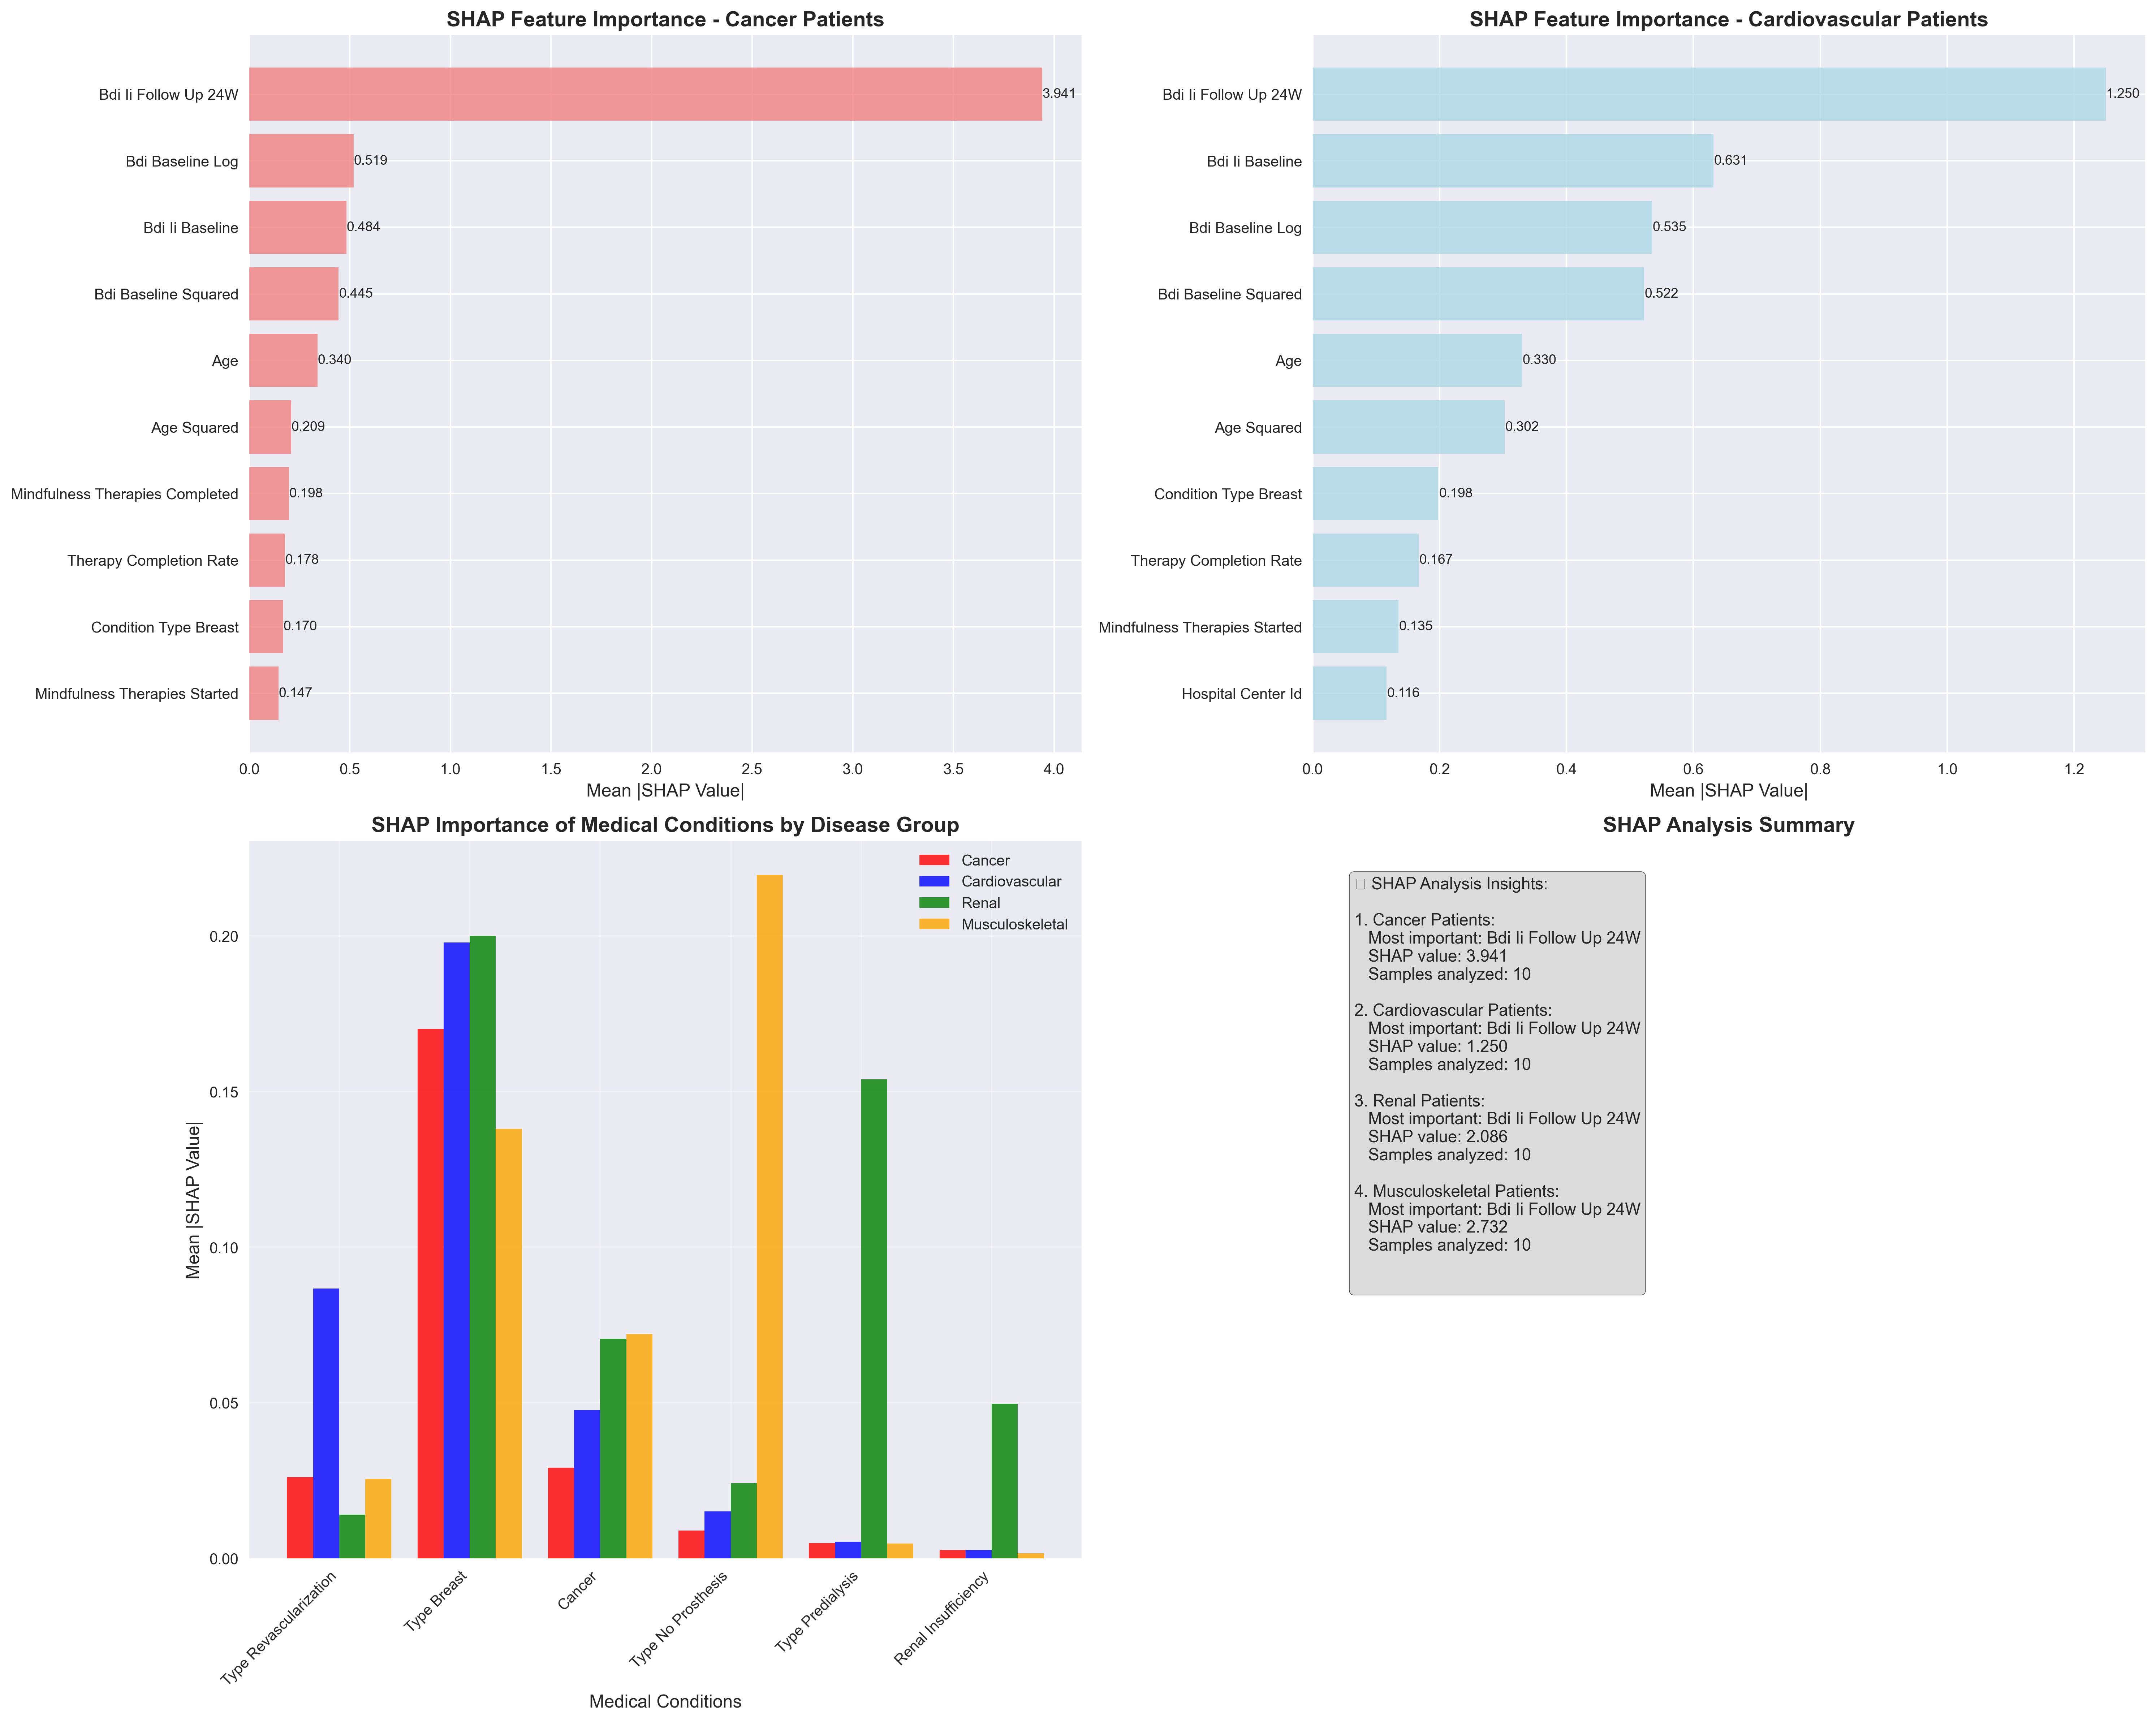 SHAP Feature Importance - Cancer Patients
Bdi Ii Follow Up 24W
3.941
Bdi Baseline Log
0.519
Bdi Ii Baseline
0.484
Bdi Baseline Squared
0.445
Age
0.340
Age Squared
0.209
Mindfulness Therapies Completed
0.198
Therapy Completion Rate
0.178
Condition Type Breast
0.170
Mindfulness Therapies Started
0.147
0.0 0.5 1.0 1.5 2.0 2.5 3.0 3.5 4.0
Mean |SHAP Value|
SHAP Feature Importance - Cardiovascular Patients
Bdi Ii Follow Up 24W
1.250
Bdi Ii Baseline
0.631
Bdi Baseline Log
0.535
Bdi Baseline Squared
0.522
Age
0.330
Age Squared
0.302
Condition Type Breast
0.198
Therapy Completion Rate
0.167
Mindfulness Therapies Started
0.135
Hospital Center Id
0.116
0.0 0.2 0.4 0.6 0.8 1.0 1.2
Mean |SHAP Value|
SHAP Importance of Medical Conditions by Disease Group
Cancer
Cardiovascular
Renal
Musculoskeletal
0.20
0.15
0.10
0.05
0.00
Mean |SHAP Value|
Type Revascularization
Type Breast
Cancer
Type No Prosthesis
Type Predialysis
Renal Insufficiency
Medical Conditions
SHAP Analysis Summary
SHAP Analysis Insights:
1. Cancer Patients:
Most important: Bdi Ii Follow Up 24W
SHAP value: 3.941
Samples analyzed: 10
2. Cardiovascular Patients:
Most important: Bdi Ii Follow Up 24W
SHAP value: 1.250
Samples analyzed: 10
3. Renal Patients:
Most important: Bdi Ii Follow Up 24W
SHAP value: 2.086
Samples analyzed: 10
4. Musculoskeletal Patients:
Most important: Bdi Ii Follow Up 24W
SHAP value: 2.732
Samples analyzed: 10